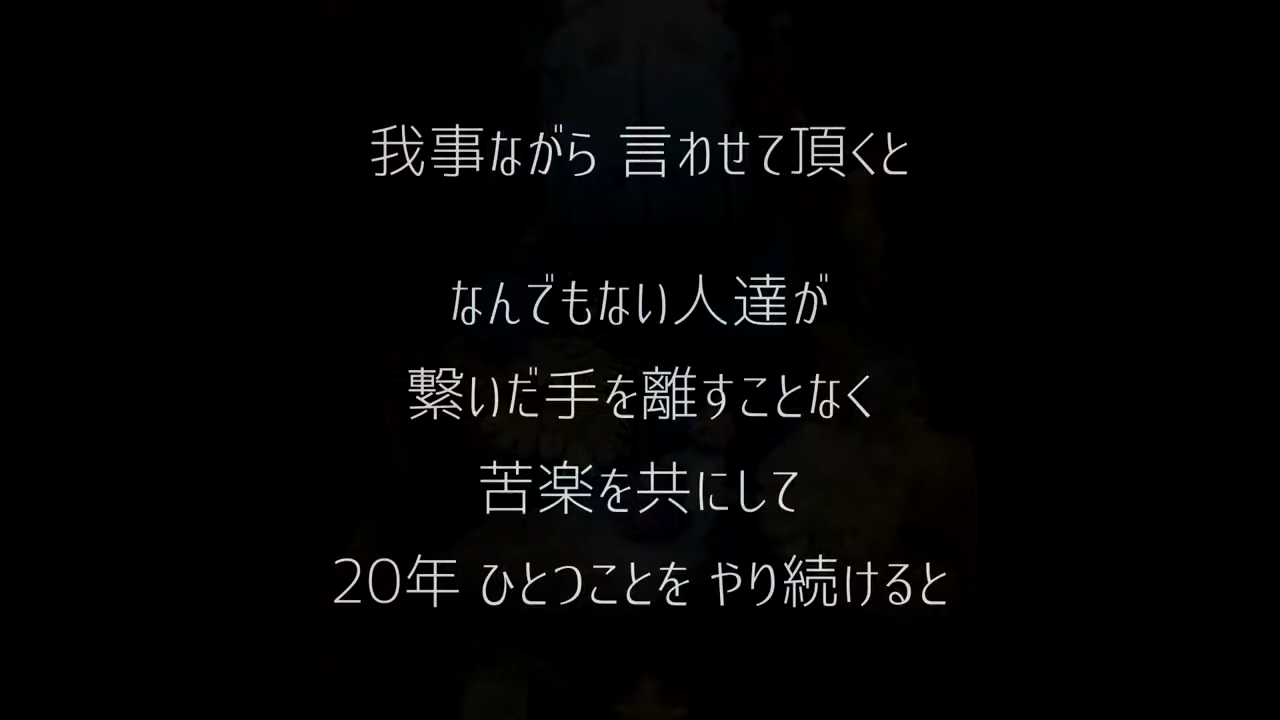 我事ながら 言わせて頂くと
なんでもない人達が
繋いだ手を離すことなく
苦楽を共にして
20年 ひとつことを やり続けると